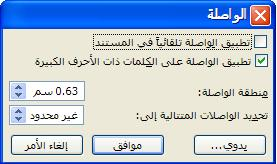 الواصلة
تطبيق الواصلة تلقائياً في المستند
تطبيق الواصلة على الكلمات ذات الأحرف الكبيرة
منطقة الواصلة: 0.63 سم
تحديد الواصلات المتتالية إلى: غير محدود
يدوي... موافق إلغاء الأمر